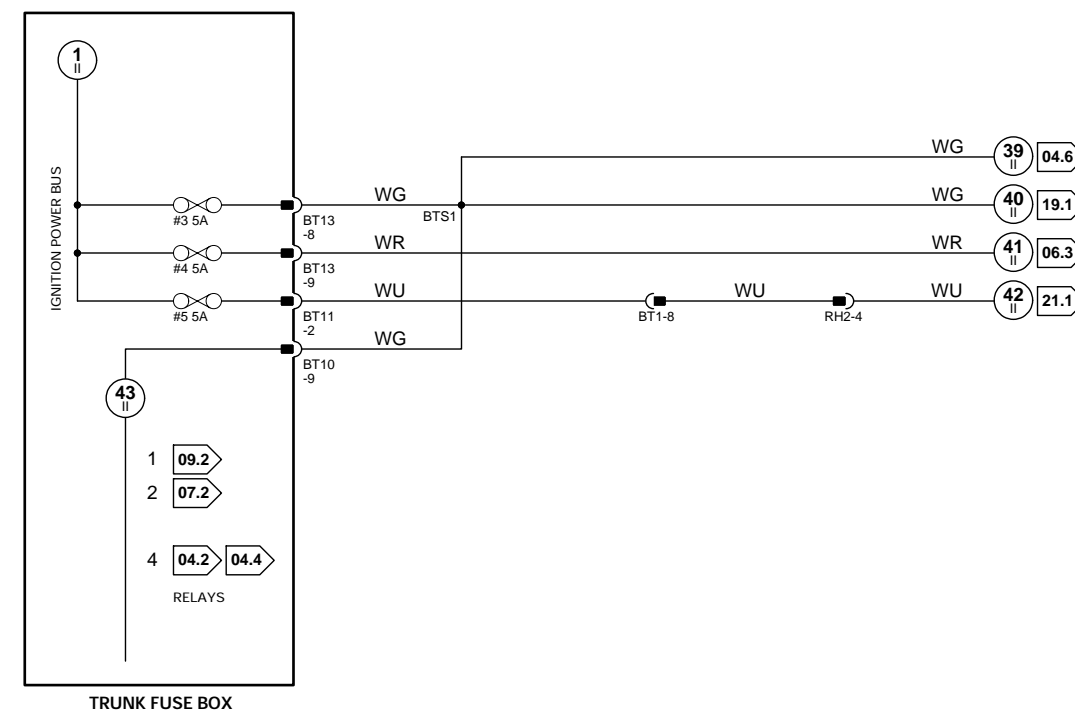 1
II
IGNITION POWER BUS
WG
39
II
04.6
#3 5A
BT13
-8
WG
BTS1
WG
40
II
19.1
#4 5A
BT13
-9
WR
WR
41
II
06.3
#5 5A
BT11
-2
WU
BT1-8
WU
RH2-4
WU
42
II
21.1
BT10
-9
WG
43
II
1 09.2
2 07.2
4 04.2 04.4
RELAYS
TRUNK FUSE BOX